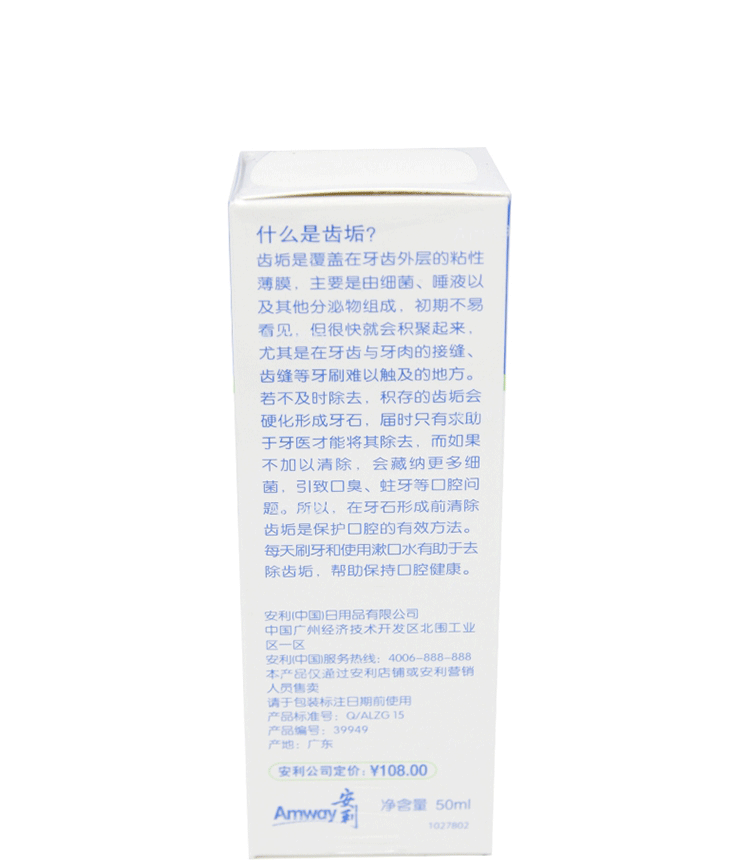 什么是齿垢?
齿垢是覆盖在牙齿外层的粘性
薄膜，主要是由细菌、唾液以
及其他分泌物组成，初期不易
看见，但很快就会积聚起来，
尤其是在牙齿与牙肉的接缝、
齿缝等牙刷难以触及的地方。
若不及时除去，积存的齿垢会
硬化形成牙石，届时只有求助
于牙医才能将其除去，而如果
不加以清除，会藏纳更多细
菌，引致口臭、蛀牙等口腔问
题。所以，在牙石形成前清除
齿垢是保护口腔的有效方法。
每天刷牙和使用漱口水有助于去
除齿垢，帮助保持口腔健康。
安利(中国)日用品有限公司
中国广州经济技术开发区北围工业
区一区
安利(中国)服务热线：4006-888-888
本产品仅通过安利店铺或安利营销
人员售卖
请于包装标注日期前使用
产品标准号：Q/ALZG 15
产品编号：39949
产地：广东
安利公司定价：¥108.00
Amway 安利 净含量 50ml
1027802